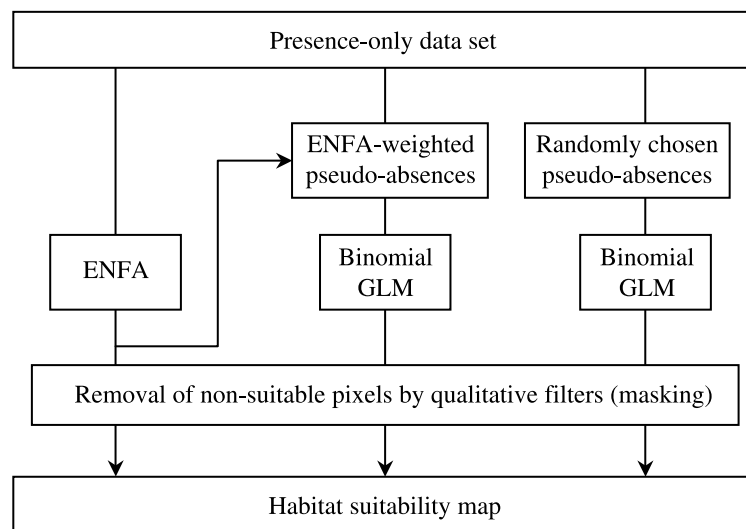 Presence-only data set
ENFA-weighted
pseudo-absences
Randomly chosen
pseudo-absences
ENFA
Binomial
GLM
Binomial
GLM
Removal of non-suitable pixels by qualitative filters (masking)
Habitat suitability map